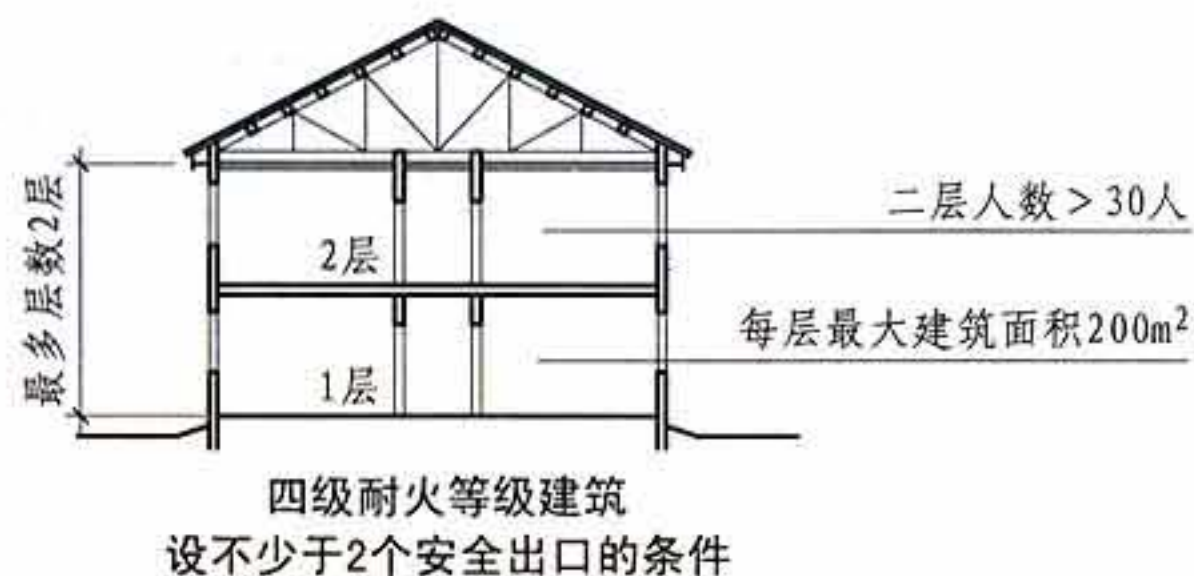 最多层数2层
2层
二层人数 > 30人
1层
每层最大建筑面积200m²
四级耐火等级建筑
设不少于2个安全出口的条件